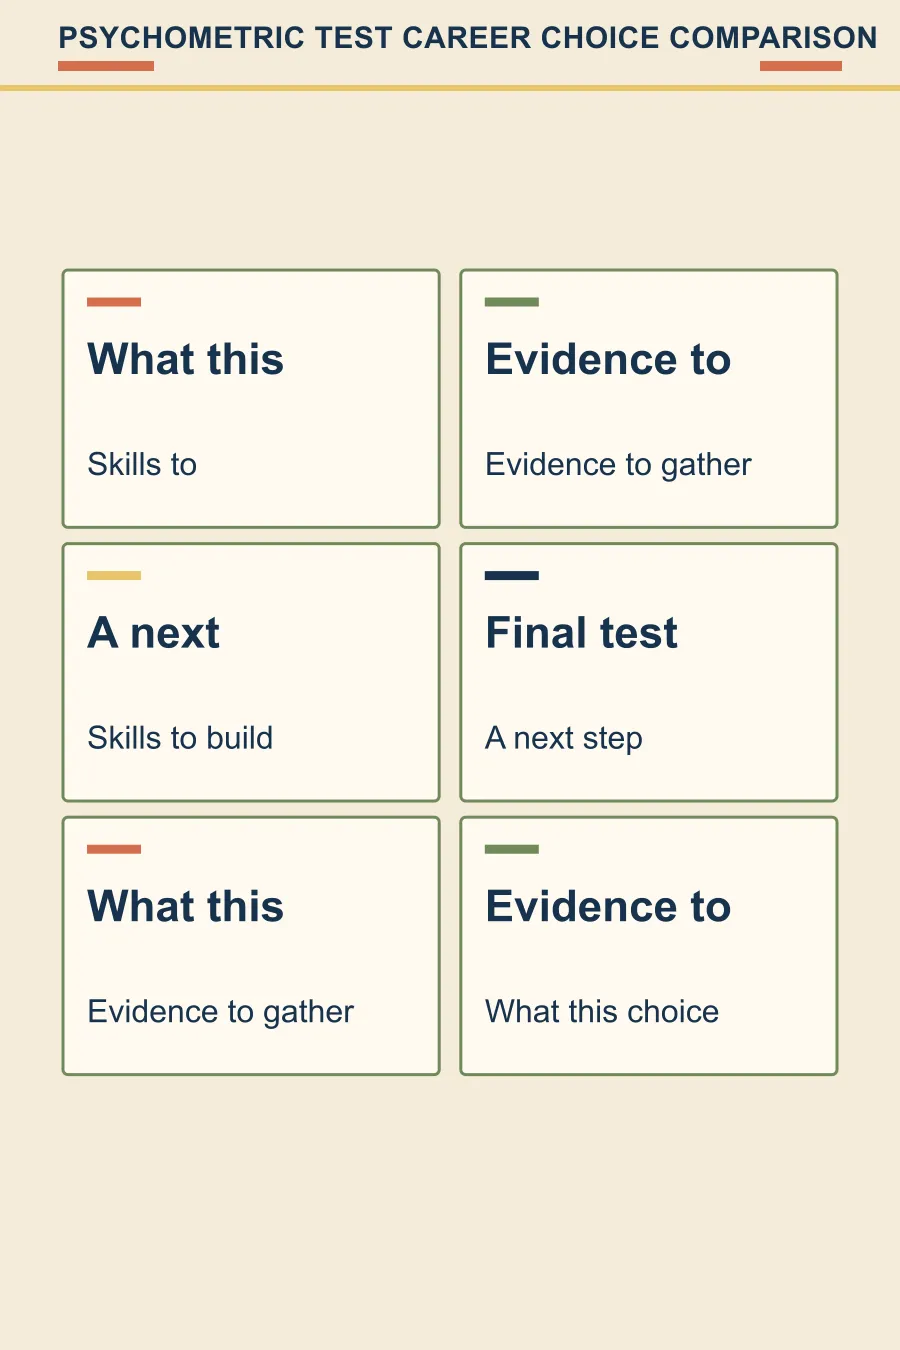 PSYCHOMETRIC TEST CAREER CHOICE COMPARISON
What this
Skills to
Evidence to
Evidence to gather
A next
Skills to build
Final test
A next step
What this
Evidence to gather
Evidence to
What this choice